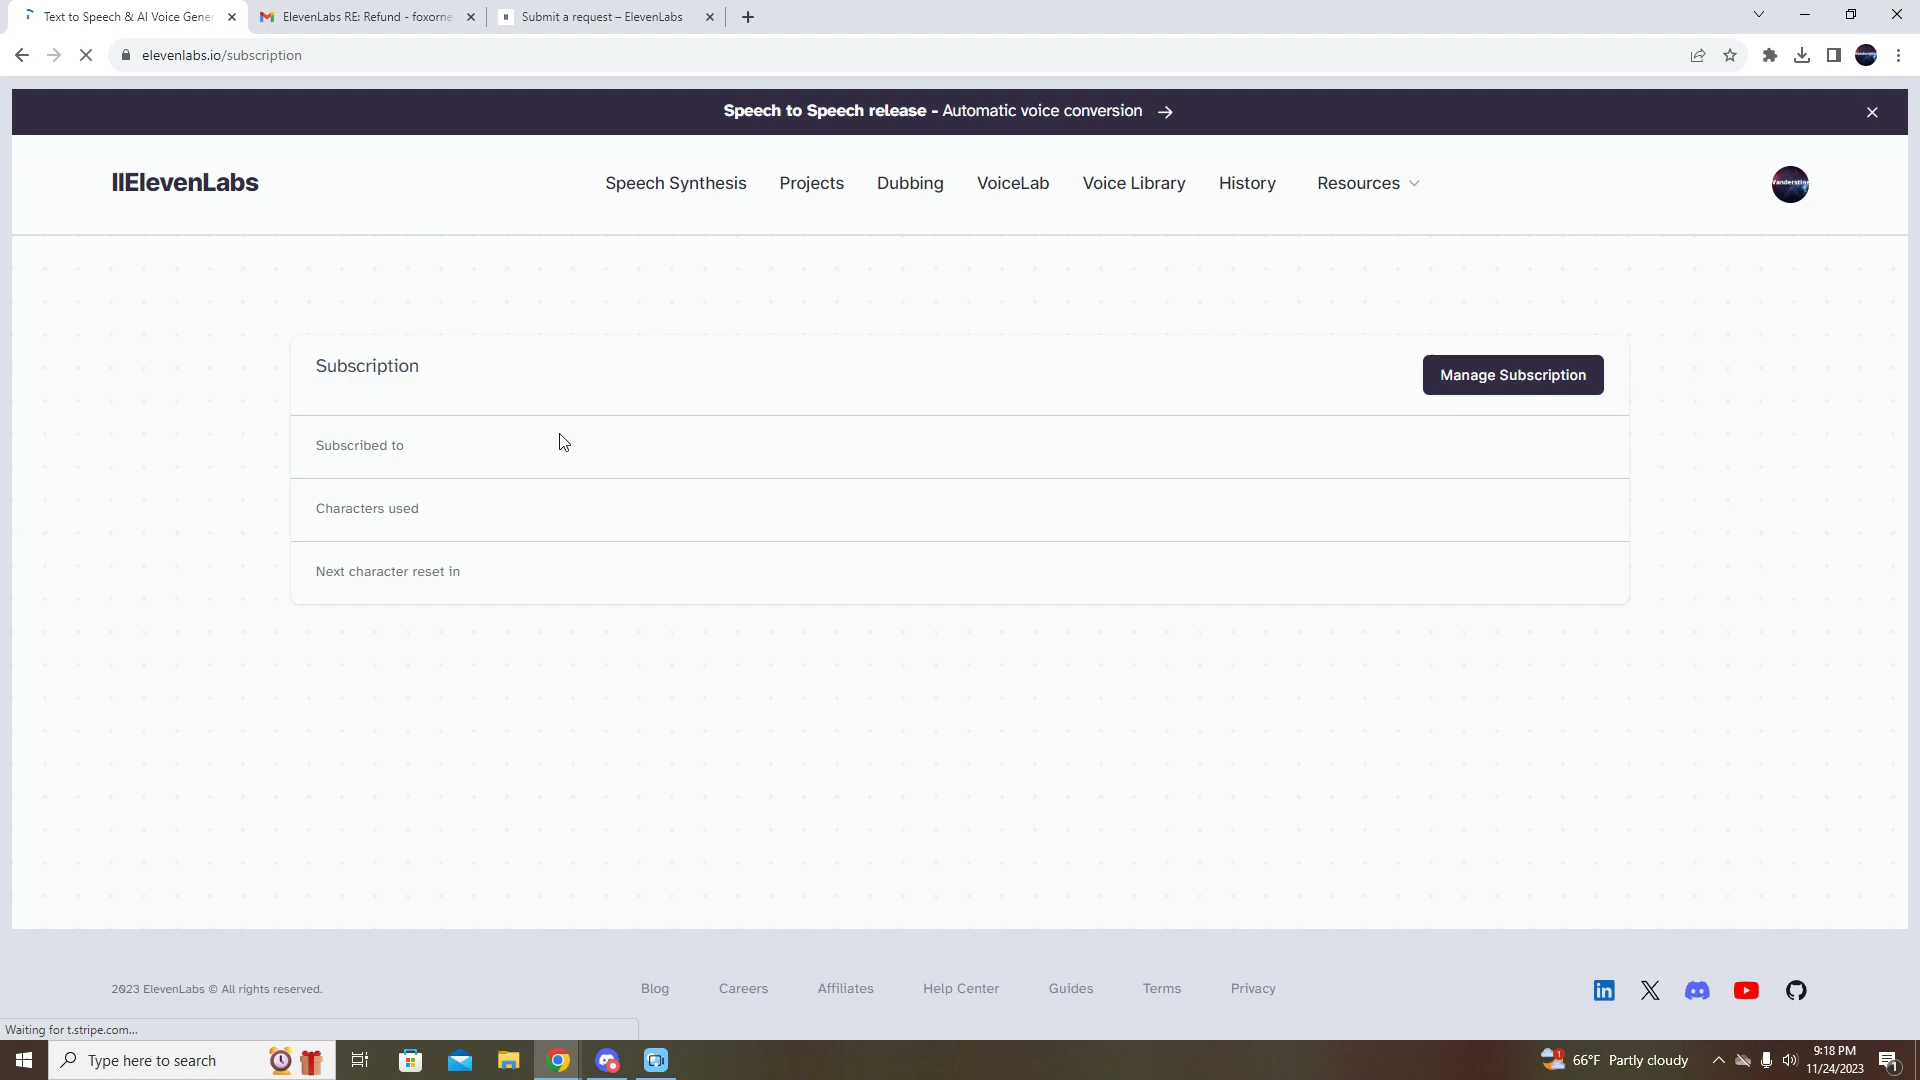 Text to Speech & AI Voice Gener
ElevenLabs RE: Refund - foxorne
Submit a request – ElevenLabs
elevenlabs.io/subscription
Speech to Speech release - Automatic voice conversion →
IIElevenLabs
Speech Synthesis
Projects
Dubbing
VoiceLab
Voice Library
History
Resources
Subscription
Manage Subscription
Subscribed to
Characters used
Next character reset in
2023 ElevenLabs © All rights reserved.
Blog
Careers
Affiliates
Help Center
Guides
Terms
Privacy
Waiting for t.stripe.com...
Type here to search
1
66°F Partly cloudy
9:18 PM
11/24/2023
1